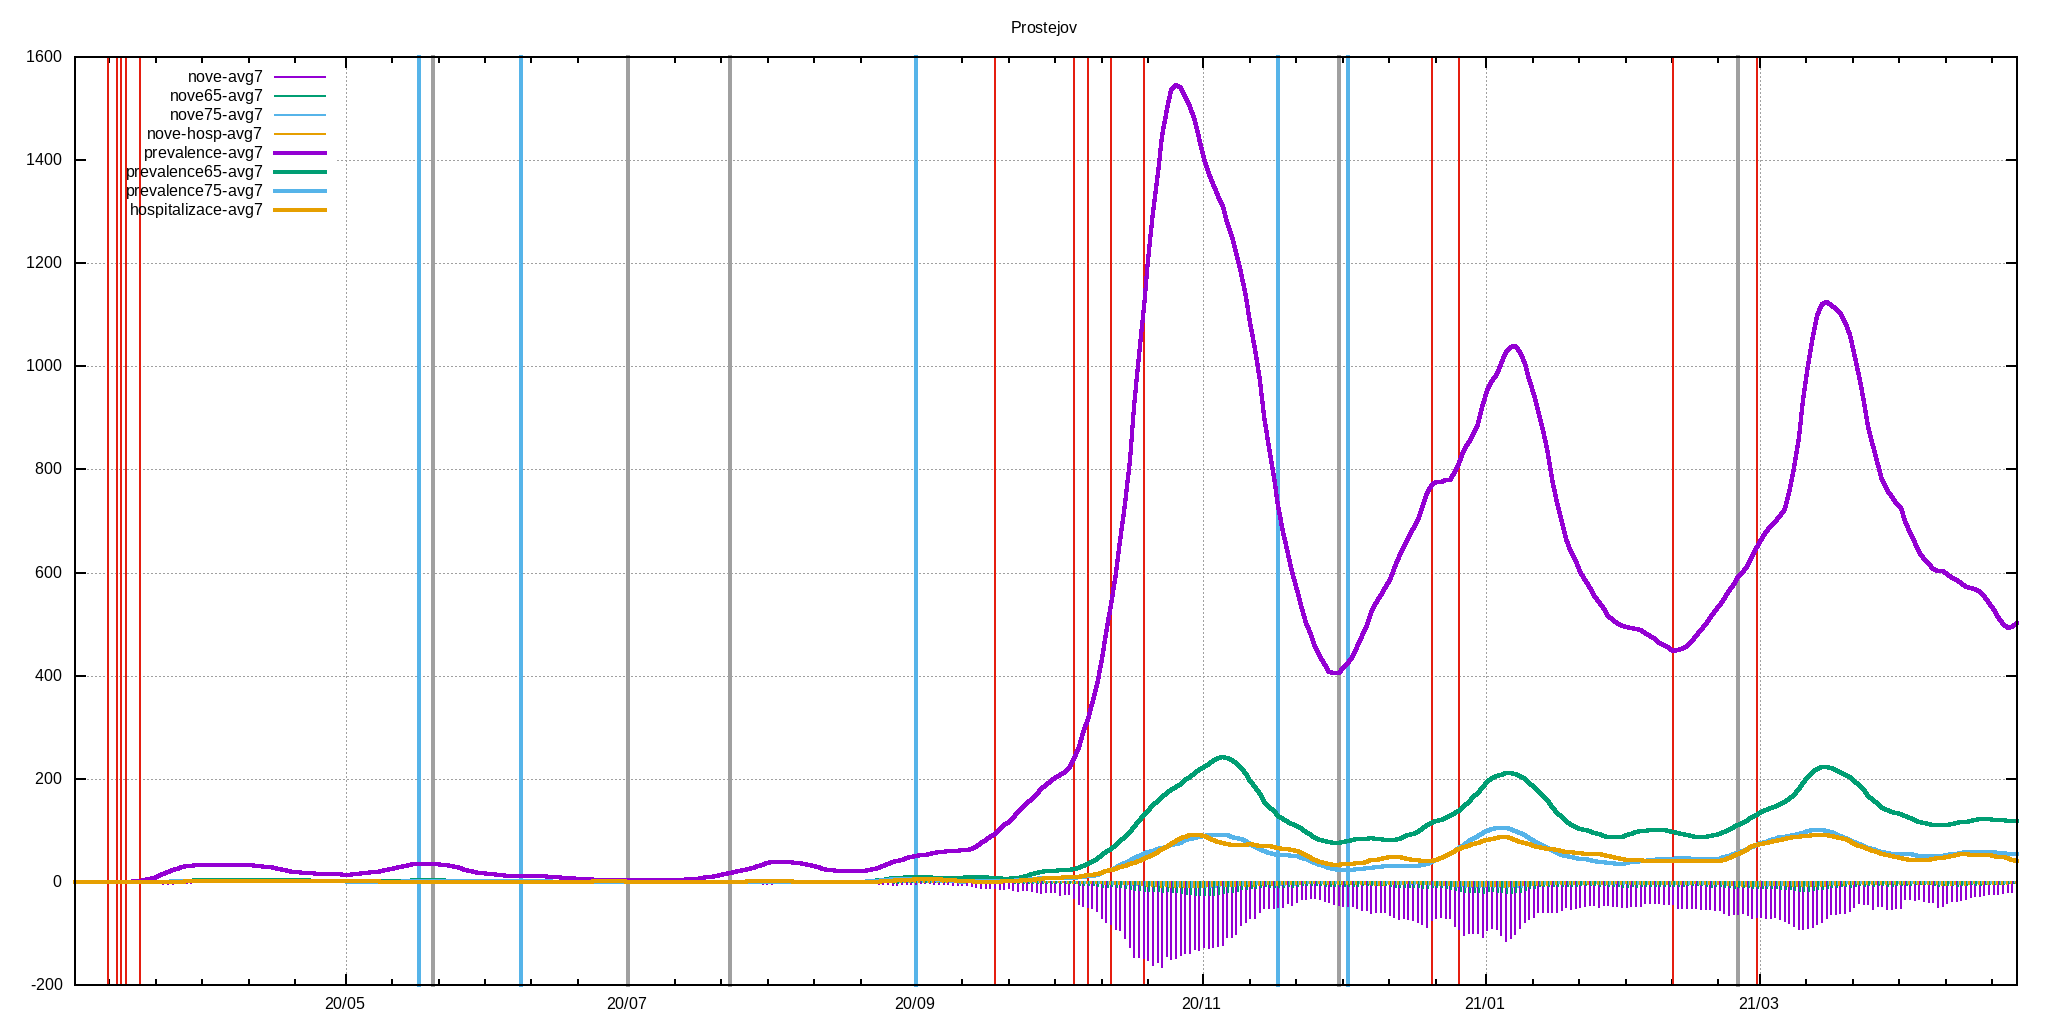 Prostejov
1600
1400
1200
1000
800
600
400
200
0
-200
nove-avg7
nove65-avg7
nove75-avg7
nove-hosp-avg7
prevalence-avg7
prevalence65-avg7
prevalence75-avg7
hospitalizace-avg7
20/05 20/07 20/09 20/11 21/01 21/03